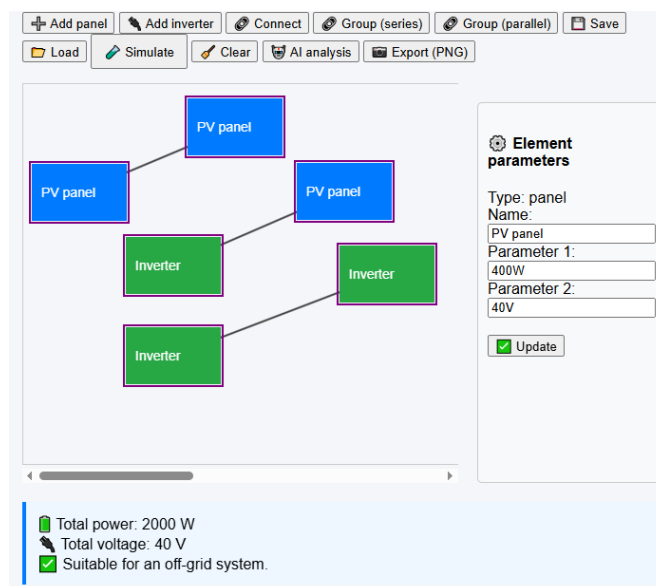 Add panel Add inverter Connect Group (series) Group (parallel) Save
Load Simulate Clear AI analysis Export (PNG)
PV panel
PV panel
PV panel
Inverter
Inverter
Inverter
Element
parameters
Type: panel
Name:
PV panel
Parameter 1:
400W
Parameter 2:
40V
Update
Total power: 2000 W
Total voltage: 40 V
Suitable for an off-grid system.